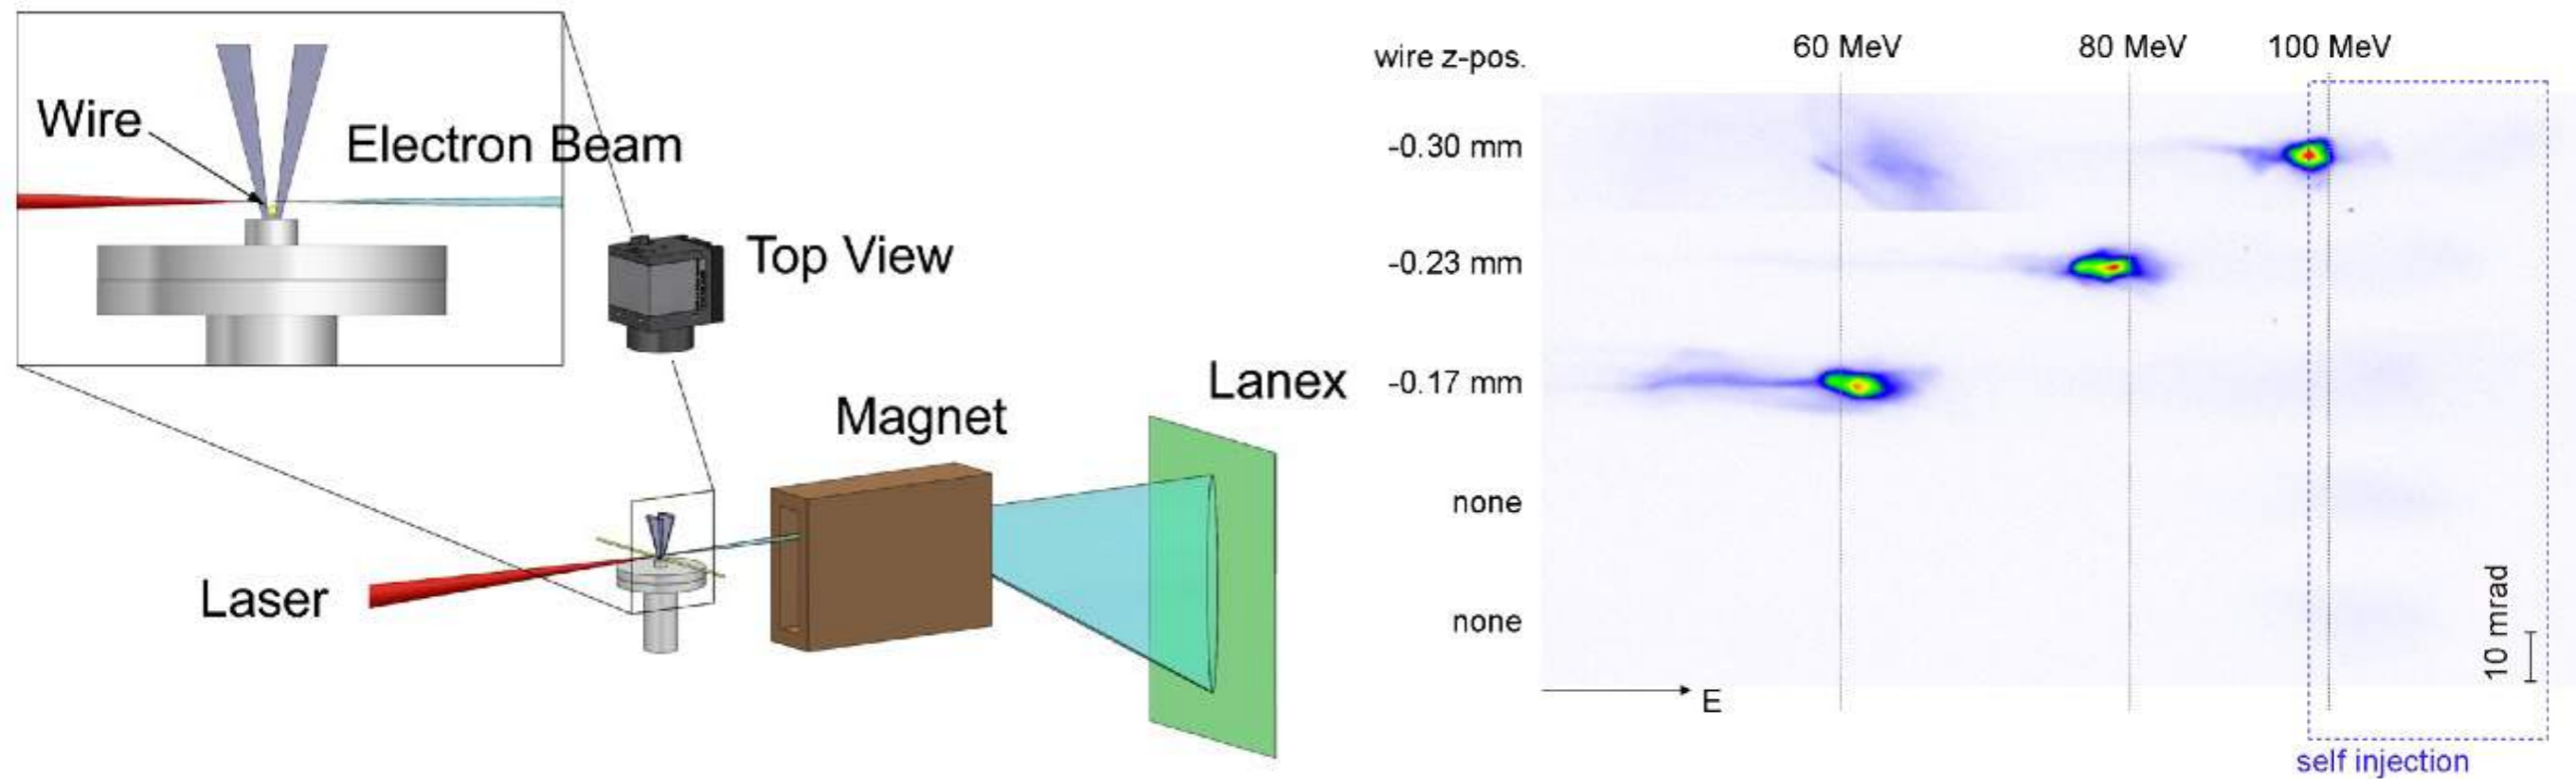 Wire
Electron Beam
Top View
Magnet
Lanex
Laser
wire z-pos.
60 MeV
80 MeV
100 MeV
-0.30 mm
-0.23 mm
-0.17 mm
none
none
10 mrad
E
self injection